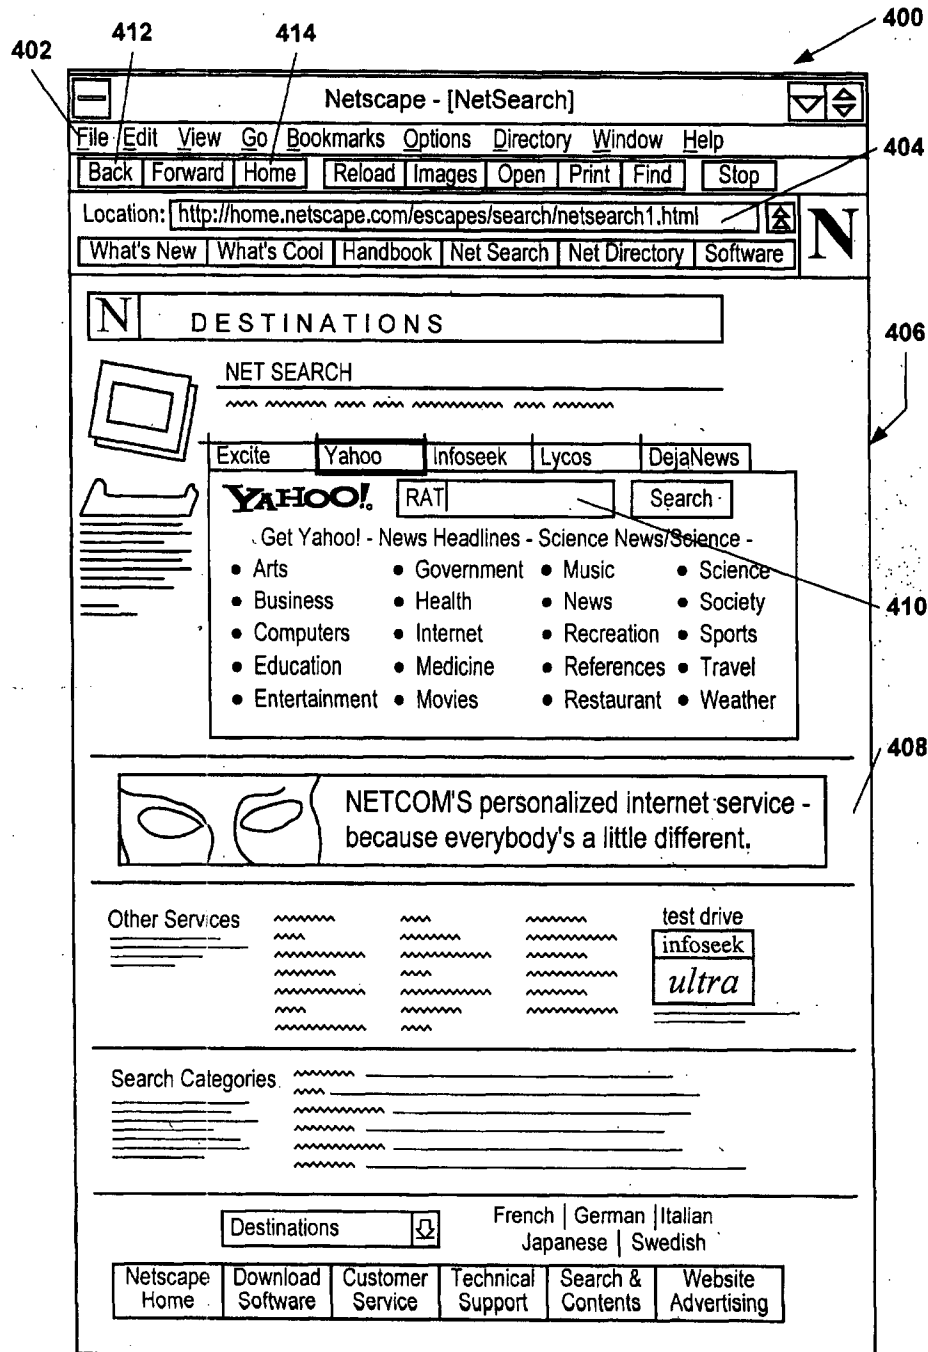 400
412 414
402
Netscape - [NetSearch]
File Edit View Go Bookmarks Options Directory Window Help
404
Back Forward Home Reload Images Open Print Find Stop
Location: http://home.netscape.com/escapes/search/netsearch1.html
N
What's New What's Cool Handbook Net Search Net Directory Software
N DESTINATIONS
406
NET SEARCH
Excite Yahoo Infoseek Lycos DejaNews
YAHOO! RAT Search
Get Yahoo! - News Headlines - Science News/Science -
• Arts • Government • Music • Science
• Business • Health • News • Society
410
• Computers • Internet • Recreation • Sports
• Education • Medicine • References • Travel
• Entertainment • Movies • Restaurant • Weather
408
NETCOM'S personalized internet service -
because everybody's a little different.
Other Services
test drive
infoseek
ultra
Search Categories
Destinations
French | German | Italian
Japanese | Swedish
Netscape Home Download Software Customer Service Technical Support Search & Contents Website Advertising